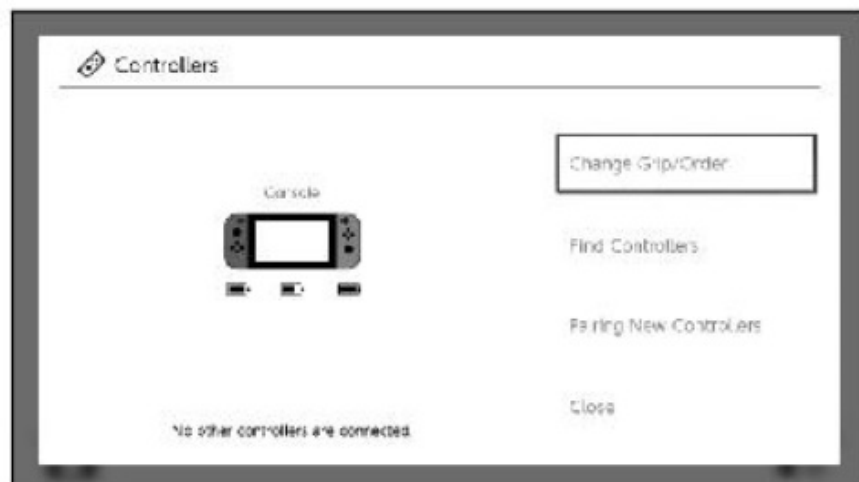 Controllers
Console
No other controllers are connected.
Change Grip/Order
Find Controllers
Pairing New Controllers
Close